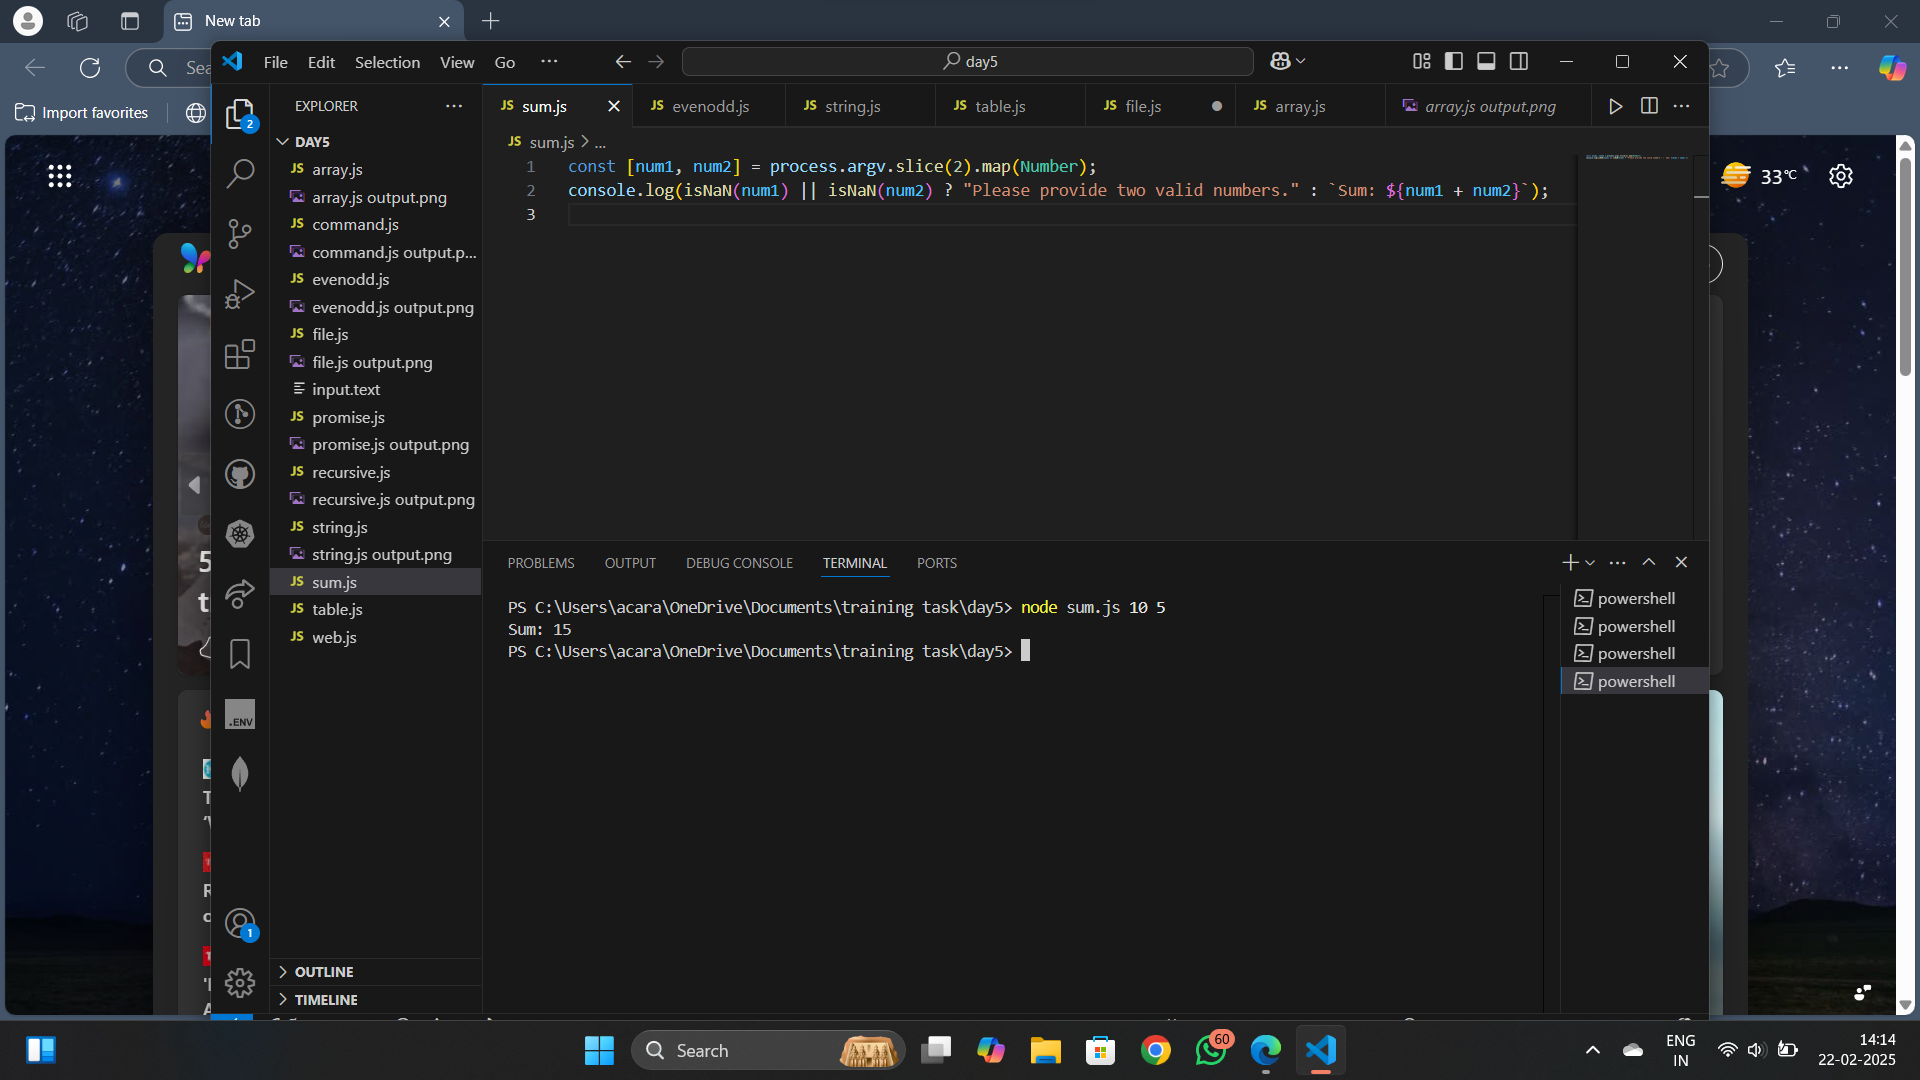 New tab
Sea
Import favorites
33°C
File Edit Selection View Go ···
day5
EXPLORER
2
DAY5
JS array.js
array.js output.png
JS command.js
command.js output.p...
JS evenodd.js
evenodd.js output.png
JS file.js
file.js output.png
input.text
JS promise.js
promise.js output.png
JS recursive.js
recursive.js output.png
JS string.js
string.js output.png
JS sum.js
JS table.js
JS web.js
.ENV
1
OUTLINE
TIMELINE
JS sum.js JS evenodd.js JS string.js JS table.js JS file.js JS array.js array.js output.png
JS sum.js > ...
1 const [num1, num2] = process.argv.slice(2).map(Number);
2 console.log(isNaN(num1) || isNaN(num2) ? "Please provide two valid numbers." : `Sum: ${num1 + num2}`);
3
PROBLEMS OUTPUT DEBUG CONSOLE TERMINAL PORTS
PS C:\Users\acara\OneDrive\Documents\training task\day5> node sum.js 10 5
Sum: 15
PS C:\Users\acara\OneDrive\Documents\training task\day5>
powershell
powershell
powershell
powershell
Search
60
ENG
IN
14:14
22-02-2025